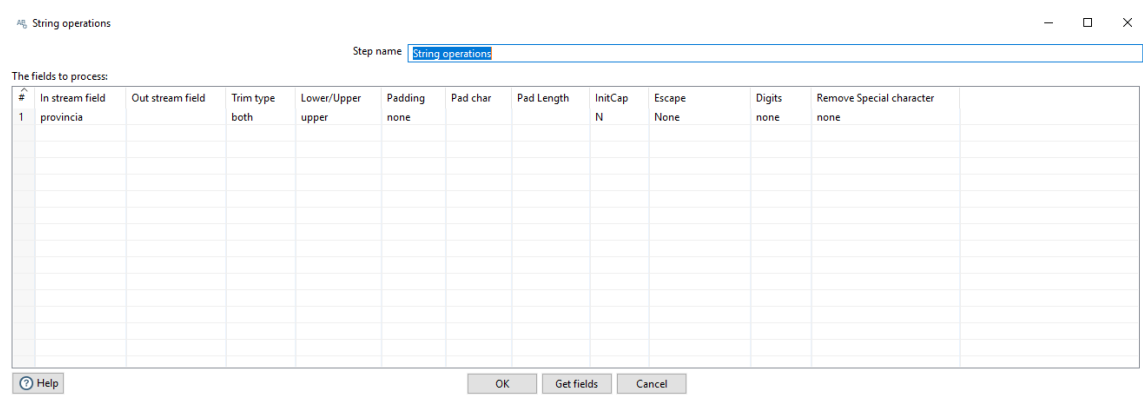 String operations
Step name String operations
The fields to process:
# In stream field Out stream field Trim type Lower/Upper Padding Pad char Pad Length InitCap Escape Digits Remove Special character
1 provincia both upper none N None none none
Help OK Get fields Cancel